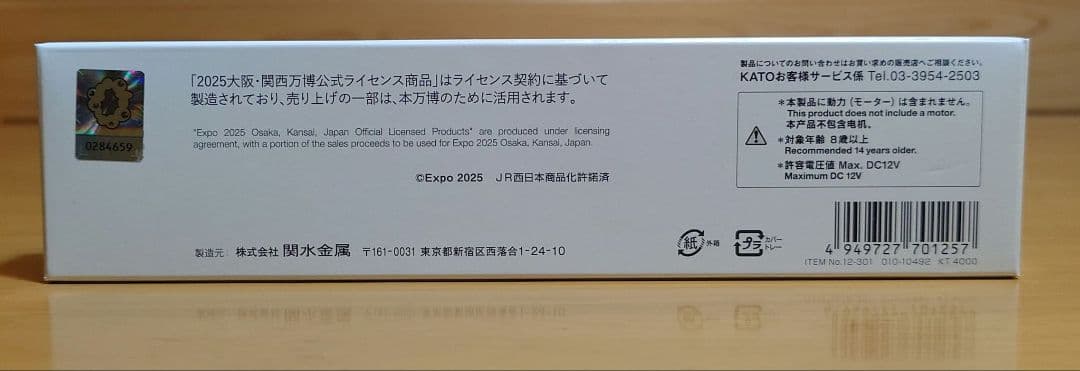 「2025大阪・関西万博公式ライセンス商品」はライセンス契約に基づいて
製造されており、売り上げの一部は、本万博のために活用されます。
"Expo 2025 Osaka, Kansai, Japan Official Licensed Products" are produced under licensing
agreement, with a portion of the sales proceeds to be used for Expo 2025 Osaka, Kansai, Japan.
©Expo 2025 JR西日本商品化許諾済
製造元: 株式会社 関水金属 〒161-0031 東京都新宿区西落合1-24-10
0284659
製品についてのお問い合わせはお買い求めの販売店へご相談ください。
KATOお客様サービス係 Tel.03-3954-2503
*本製品に動力(モーター)は含まれません。
This product does not include a motor.
本产品不包含电机。
*対象年齢 8歳以上
Recommended 14 years older.
*許容電圧値 Max. DC12V
Maximum DC 12V
紙 外箱
プラ カバー
トレー
4 949727 701257
ITEM No.12-301 010-10492 KT 4000